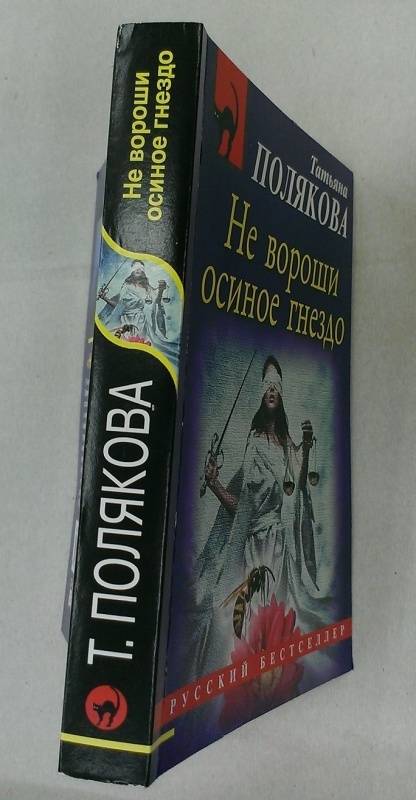 Не вороши
осиное гнездо
Т. ПОЛЯКОВА
Татьяна
ПОЛЯКОВА
Не вороши
осиное гнездо
РУССКИЙ БЕСТСЕЛЛЕР